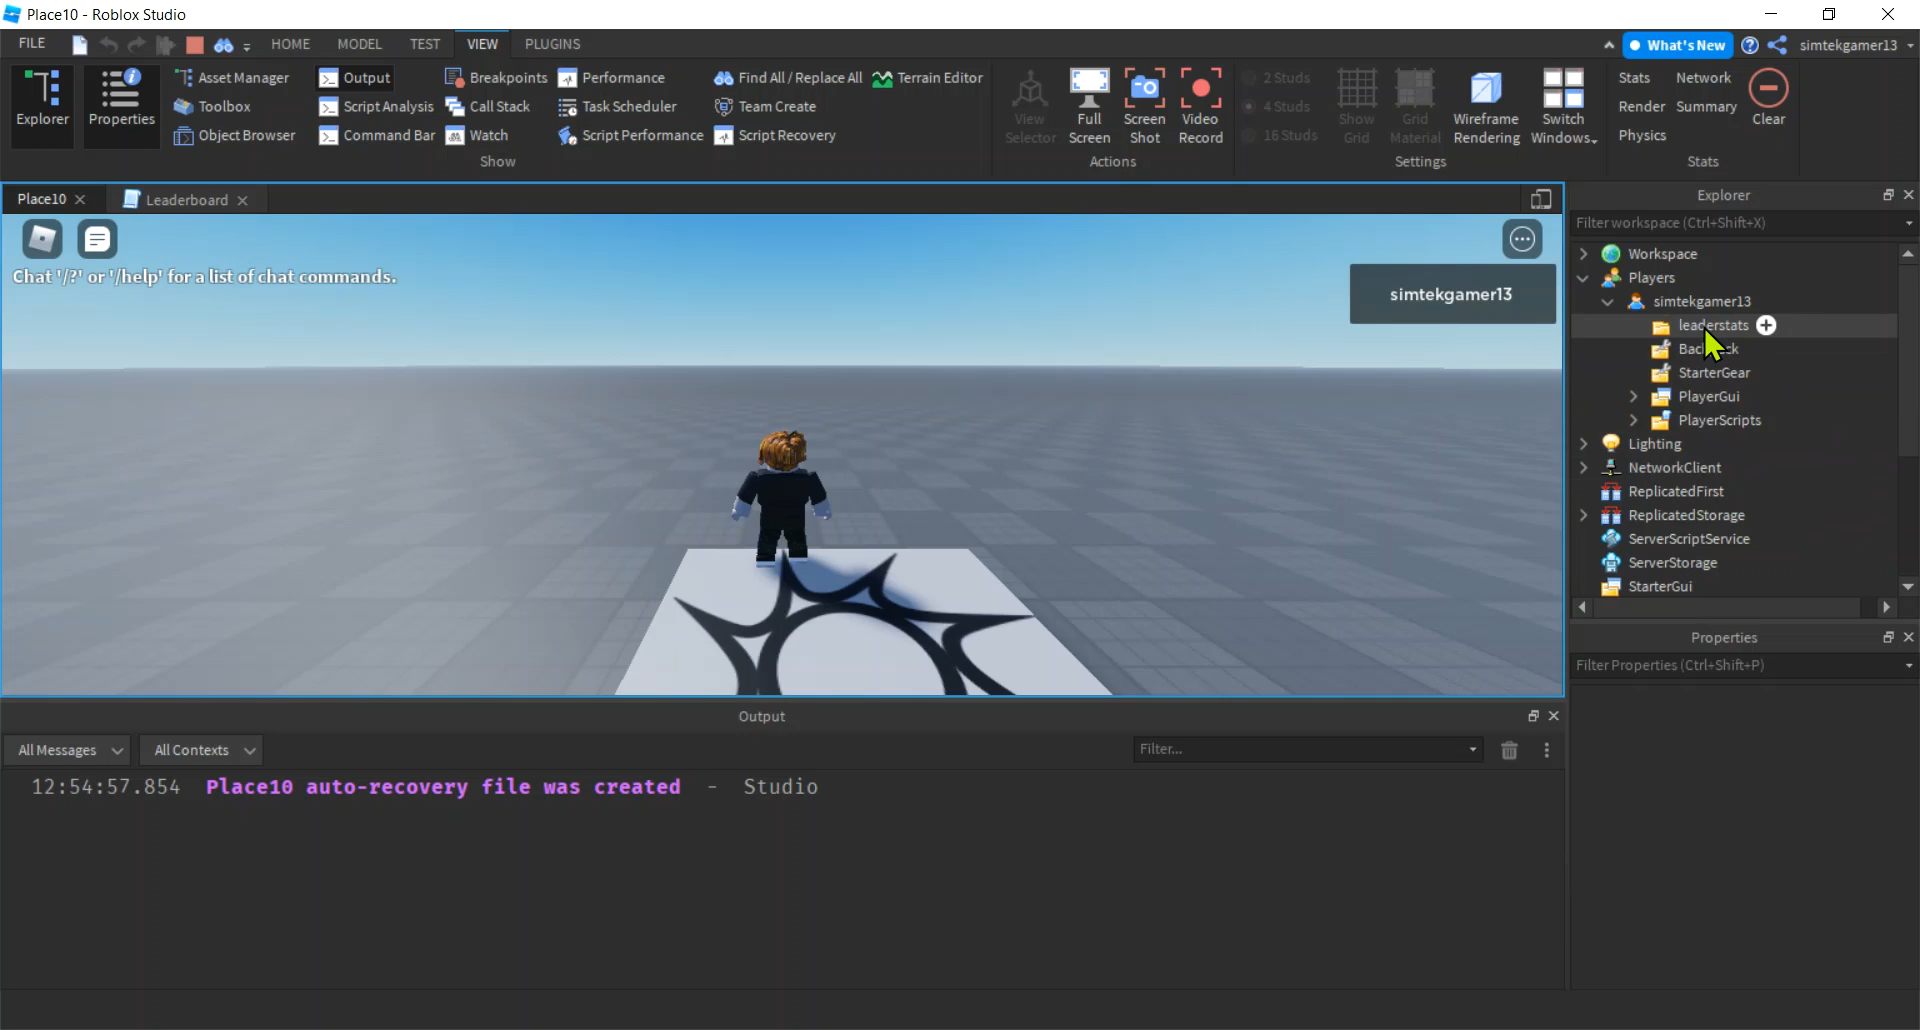 Place10 - Roblox Studio
FILE
HOME
MODEL
TEST
VIEW
PLUGINS
What's New
simtekgamer13
Explorer
Properties
Asset Manager
Toolbox
Object Browser
Output
Script Analysis
Command Bar
Breakpoints
Call Stack
Watch
Performance
Task Scheduler
Script Performance
Find All / Replace All
Team Create
Script Recovery
Terrain Editor
Show
View
Selector
Full
Screen
Screen
Shot
Video
Record
Actions
2 Studs
4 Studs
16 Studs
Show
Grid
Grid
Material
Wireframe
Rendering
Switch
Windows
Settings
Stats
Network
Render
Summary
Physics
Clear
Stats
Place10
Leaderboard
Chat '/?' or '/help' for a list of chat commands.
simtekgamer13
Explorer
Filter workspace (Ctrl+Shift+X)
Workspace
Players
simtekgamer13
leaderstats
StarterGear
PlayerGui
PlayerScripts
Lighting
NetworkClient
ReplicatedFirst
ReplicatedStorage
ServerScriptService
ServerStorage
StarterGui
Properties
Filter Properties (Ctrl+Shift+P)
Output
All Messages
All Contexts
Filter...
12:54:57.854 Place10 auto-recovery file was created - Studio